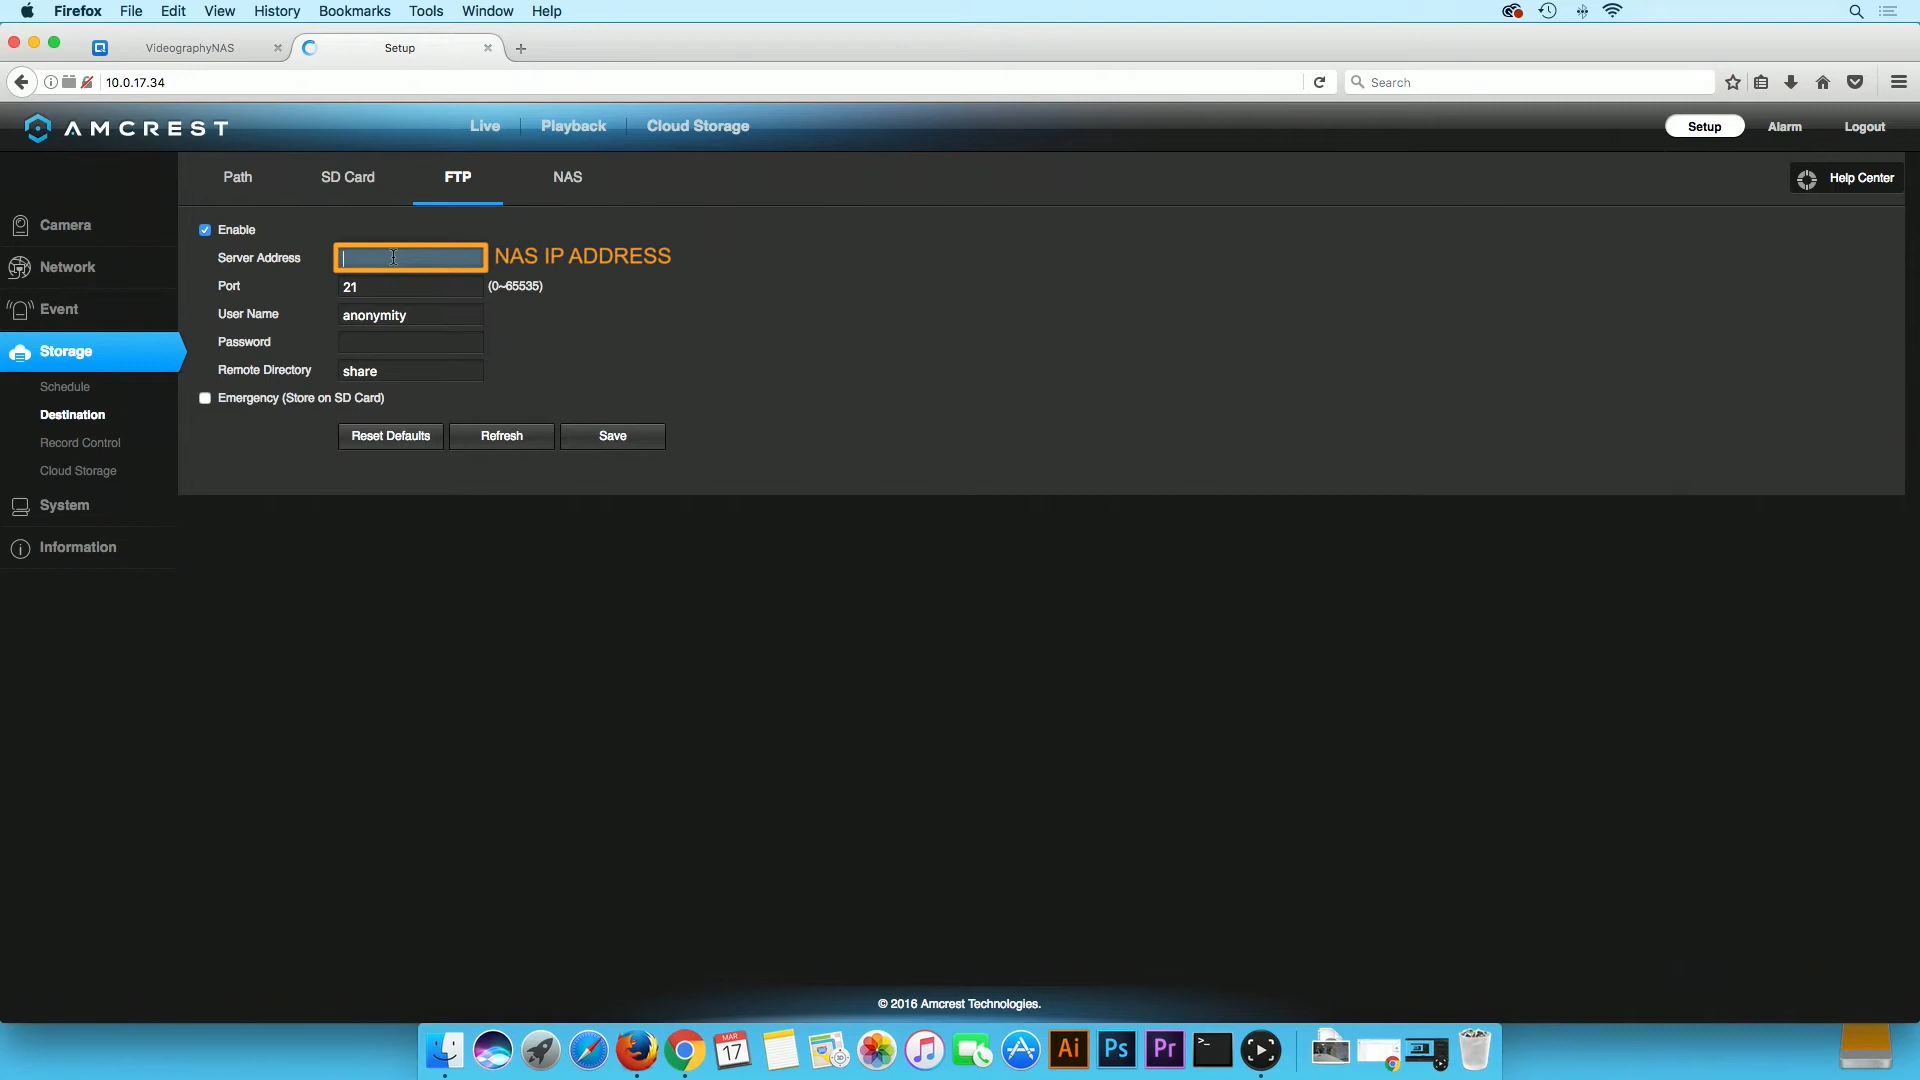 Firefox File Edit View History Bookmarks Tools Window Help
VideographyNAS
Setup
10.0.17.34
Search
AMCREST
Live
Playback
Cloud Storage
Setup
Alarm
Logout
Path
SD Card
FTP
NAS
Help Center
Camera
Network
Event
Storage
Schedule
Destination
Record Control
Cloud Storage
System
Information
Enable
Server Address
NAS IP ADDRESS
Port
21
(0~65535)
User Name
anonymity
Password
Remote Directory
share
Emergency (Store on SD Card)
Reset Defaults
Refresh
Save
© 2016 Amcrest Technologies.
MAR
17
3D
Ai
Ps
Pr
>_